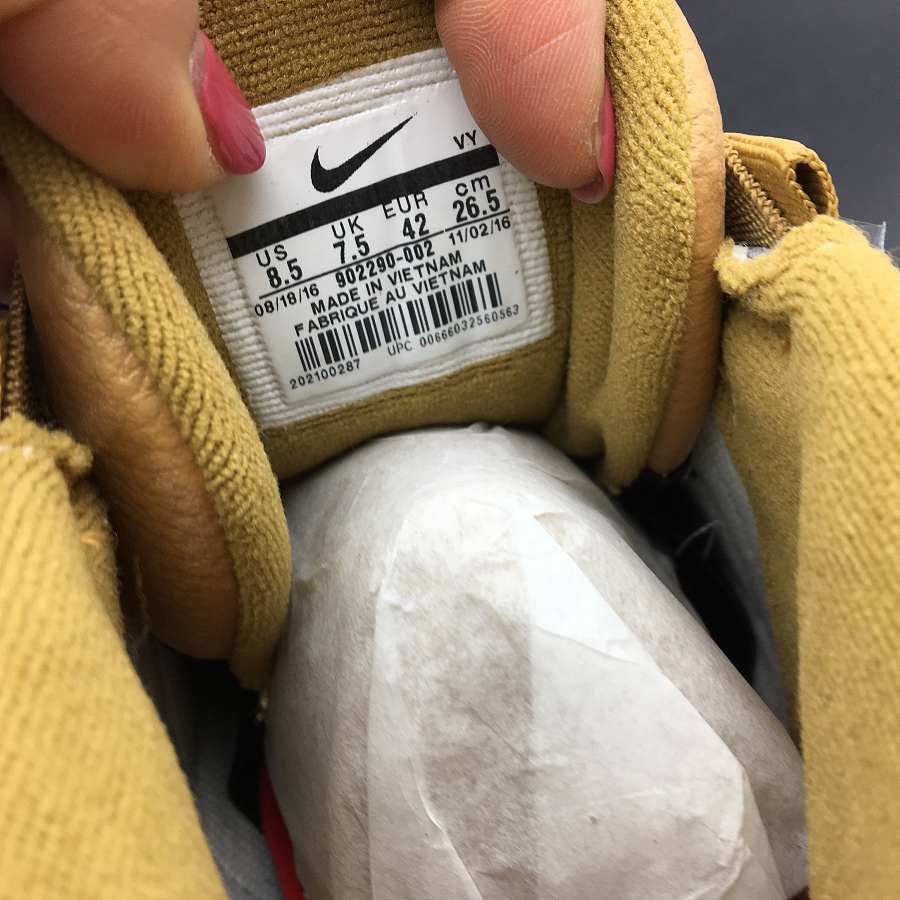 VY
US UK EUR cm
8.5 7.5 42 26.5
08/18/16 902290-002 11/02/16
MADE IN VIETNAM
FABRIQUE AU VIETNAM
202100287 UPC 00666032560563